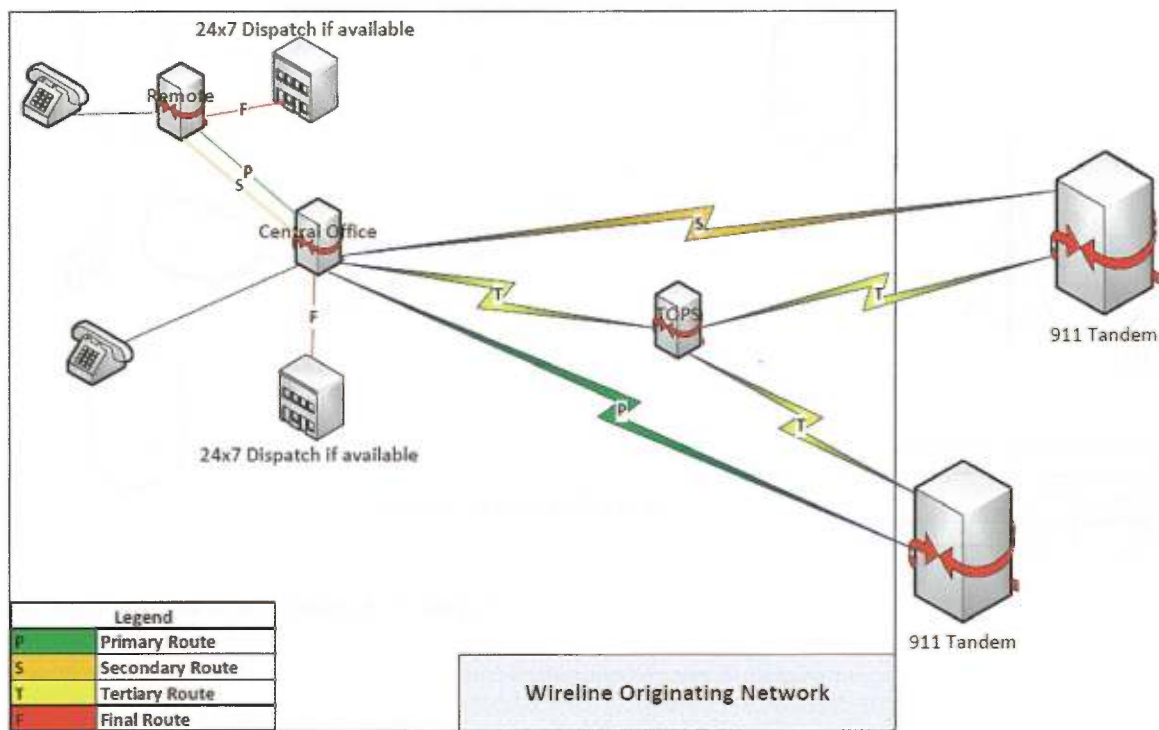 24x7 Dispatch if available
Remote
F
P
S
Central Office
S
T
T
TOPS
911 Tandem
F
P
T
24x7 Dispatch if available
911 Tandem
Legend
P Primary Route
S Secondary Route
T Tertiary Route
F Final Route
Wireline Originating Network